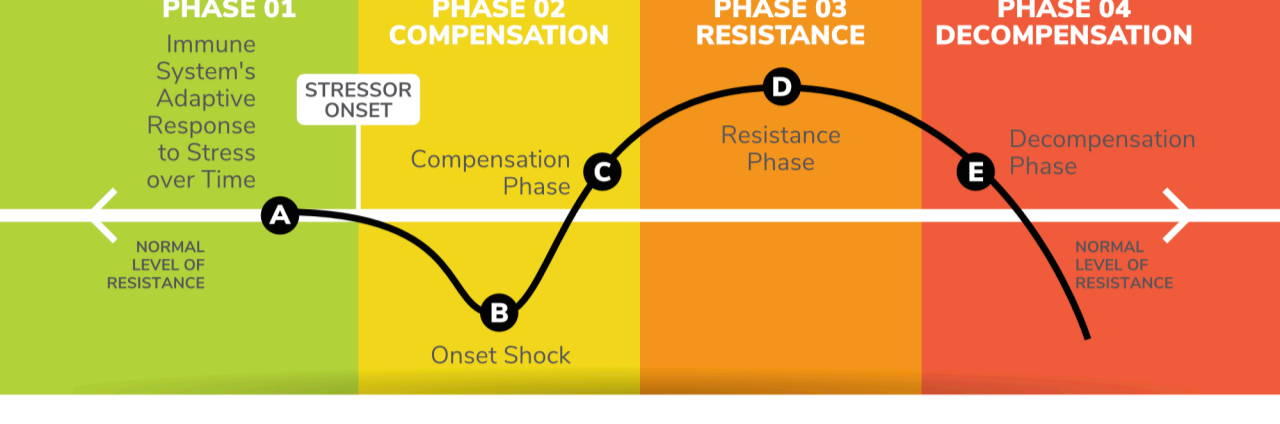 PHASE 01
Immune
System's
Adaptive
Response
to Stress
over Time
STRESSOR
ONSET
A
NORMAL
LEVEL OF
RESISTANCE
PHASE 02
COMPENSATION
Compensation
Phase
C
B
Onset Shock
PHASE 03
RESISTANCE
D
Resistance
Phase
PHASE 04
DECOMPENSATION
E
Decompensation
Phase
NORMAL
LEVEL OF
RESISTANCE